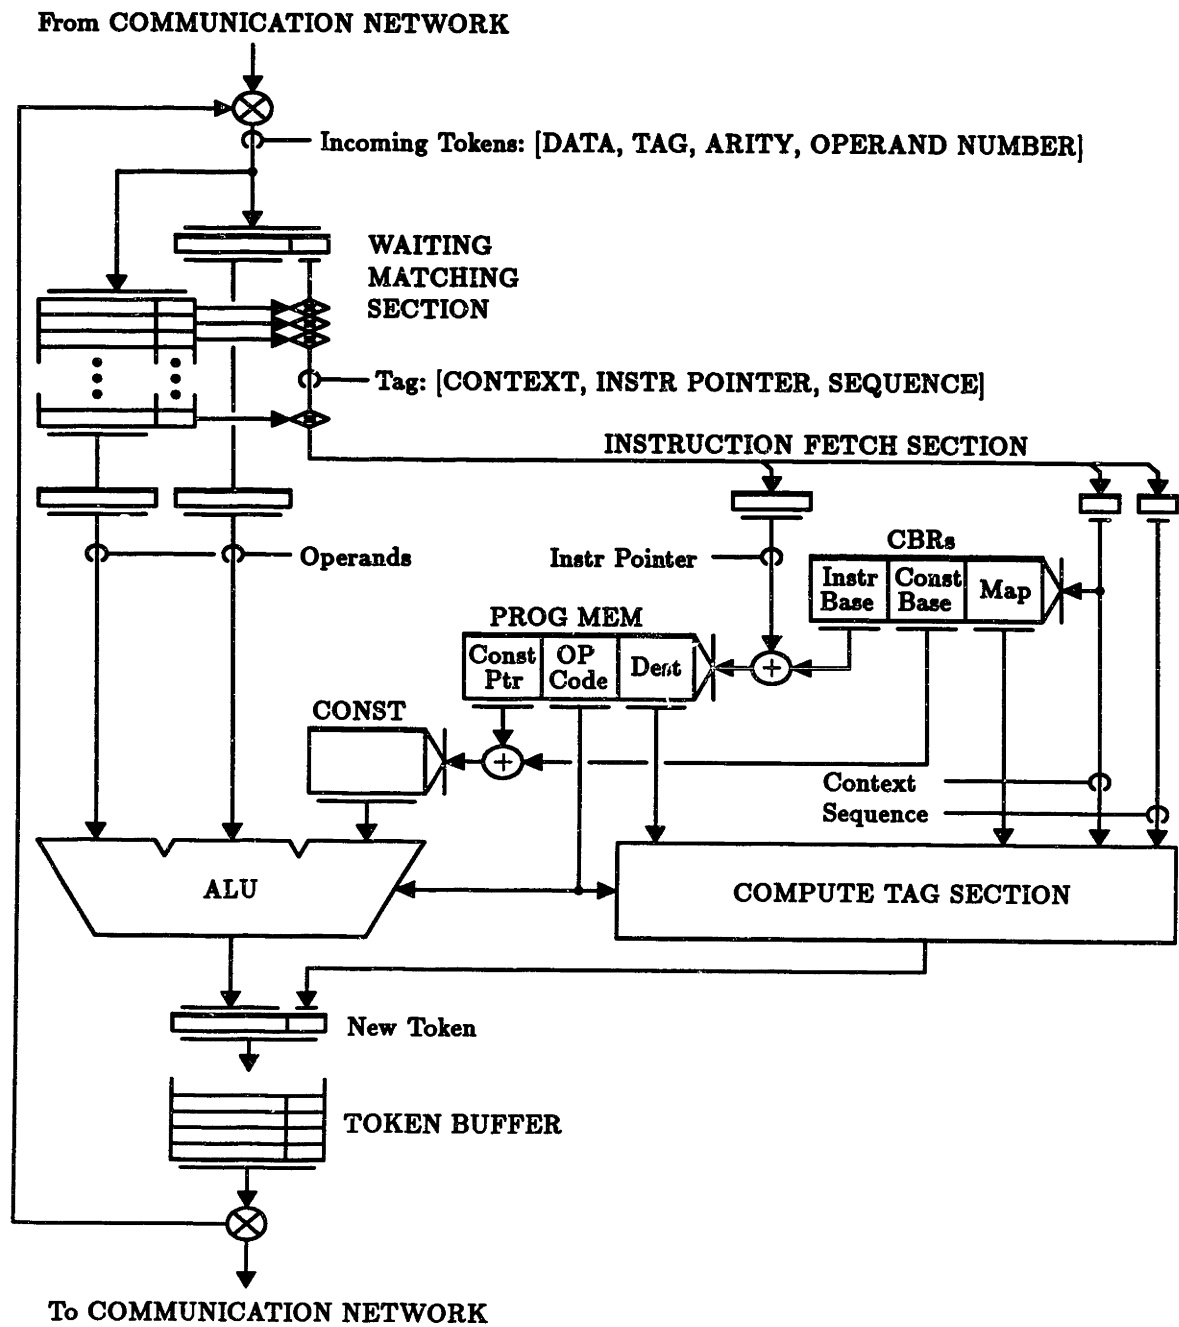 From COMMUNICATION NETWORK
Incoming Tokens: [DATA, TAG, ARITY, OPERAND NUMBER]
WAITING
MATCHING
SECTION
Tag: [CONTEXT, INSTR POINTER, SEQUENCE]
INSTRUCTION FETCH SECTION
Operands
Instr Pointer
CBRs
Instr
Base
Const
Base
Map
PROG MEM
Const
Ptr
OP
Code
Dest
CONST
+
+
Context
Sequence
ALU
COMPUTE TAG SECTION
New Token
TOKEN BUFFER
To COMMUNICATION NETWORK